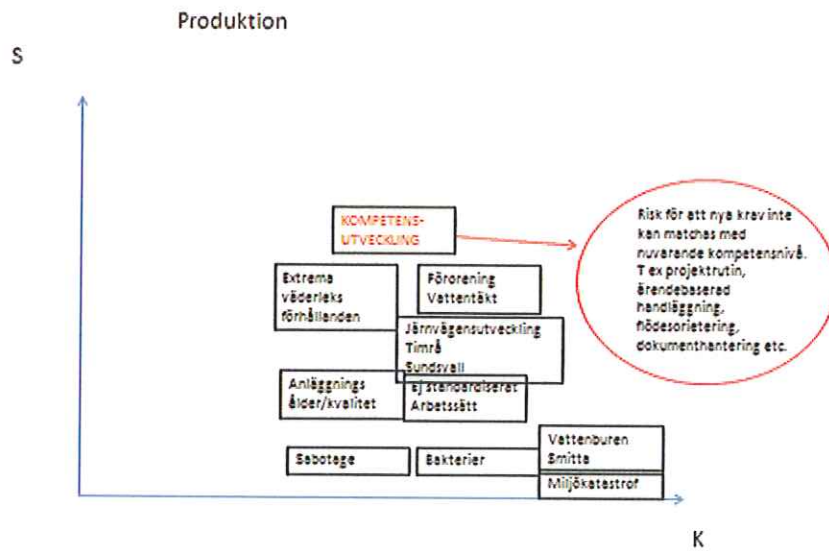 Produktion
S
KOMPETENS-
UTVECKLING
Risk för att nya krav inte
kan matchas med
nuvarande kompetensnivå.
T ex projektrutin,
ärendebaserad
handläggning,
flödesorietering,
dokumenthantering etc.
Extrema
väderleks
förhållanden
Förorening
Vattentäkt
Järnvägensutveckling
Timrå
Sundsvall
Anläggnings
ålder/kvalitet
Ej standardiserat
Arbetssätt
Sabotage
Bakterier
Vattenburen
Smitta
Miljökatastrof
K